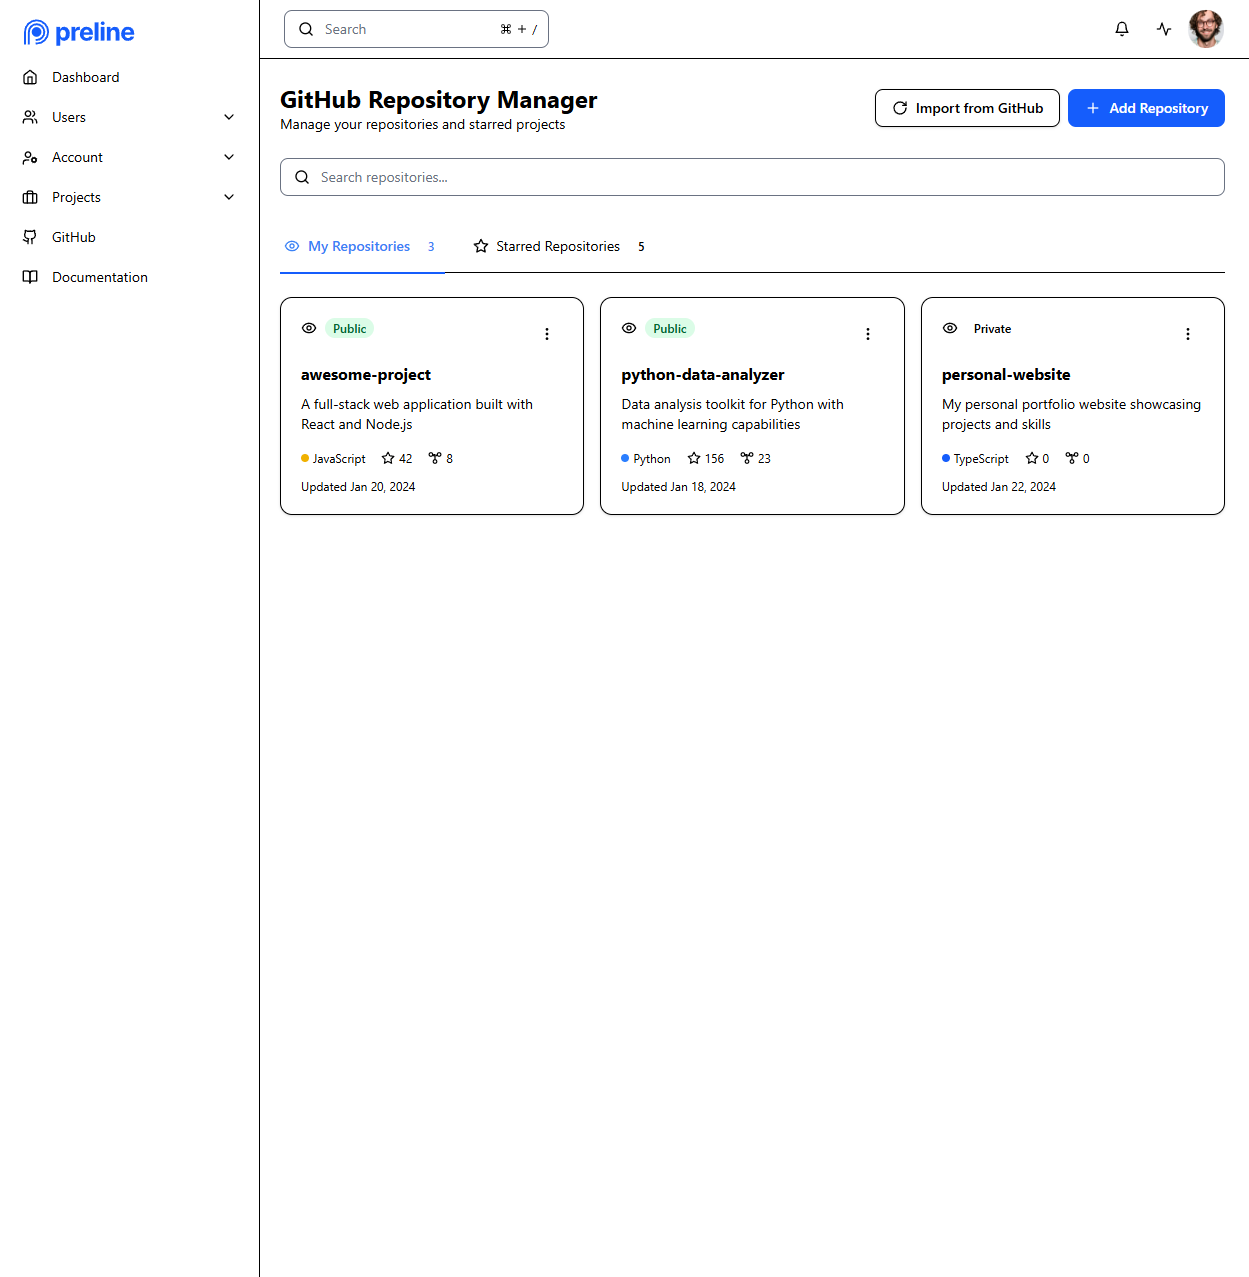 preline
Dashboard
Users
Account
Projects
GitHub
Documentation
Search ⌘ + /
GitHub Repository Manager
Manage your repositories and starred projects
Import from GitHub
Add Repository
Search repositories...
My Repositories 3
Starred Repositories 5
Public
awesome-project
A full-stack web application built with
React and Node.js
JavaScript 42 8
Updated Jan 20, 2024
Public
python-data-analyzer
Data analysis toolkit for Python with
machine learning capabilities
Python 156 23
Updated Jan 18, 2024
Private
personal-website
My personal portfolio website showcasing
projects and skills
TypeScript 0 0
Updated Jan 22, 2024